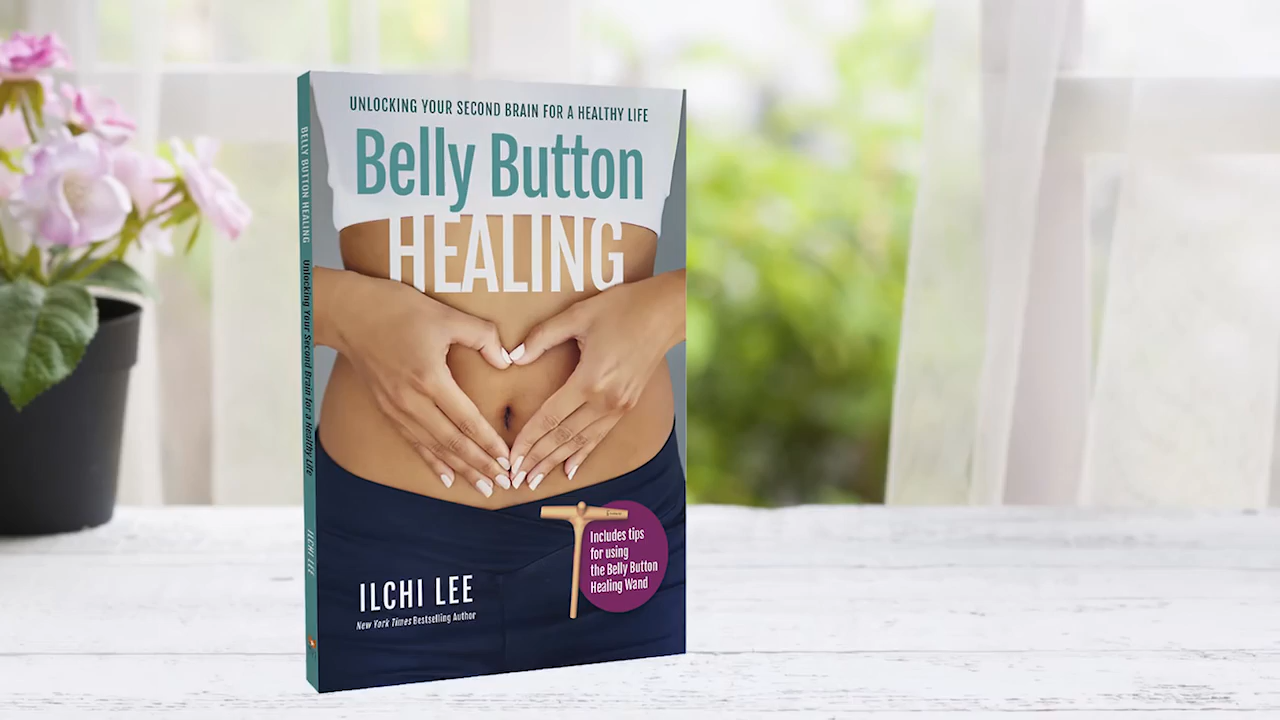 UNLOCKING YOUR SECOND BRAIN FOR A HEALTHY LIFE
Belly Button
HEALING
Includes tips
for using
the Belly Button
Healing Wand
ILCHI LEE
New York Times Bestselling Author
BELLY BUTTON HEALING
Unlocking Your Second Brain for a Healthy Life
ILCHI LEE